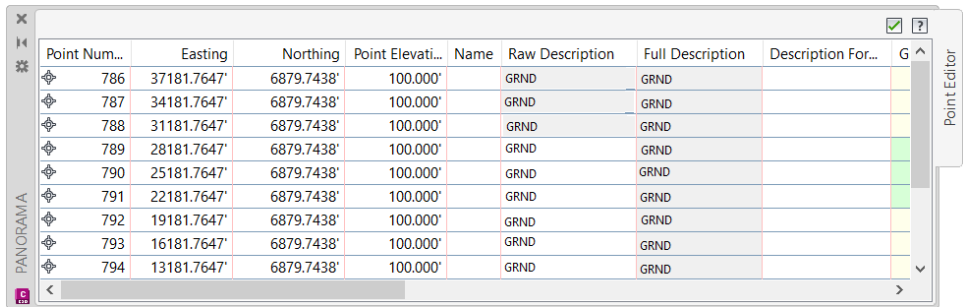 Point Num... Easting Northing Point Elevati... Name Raw Description Full Description Description For... G
786 37181.7647' 6879.7438' 100.000' GRND GRND
787 34181.7647' 6879.7438' 100.000' GRND GRND
788 31181.7647' 6879.7438' 100.000' GRND GRND
789 28181.7647' 6879.7438' 100.000' GRND GRND
790 25181.7647' 6879.7438' 100.000' GRND GRND
791 22181.7647' 6879.7438' 100.000' GRND GRND
792 19181.7647' 6879.7438' 100.000' GRND GRND
793 16181.7647' 6879.7438' 100.000' GRND GRND
794 13181.7647' 6879.7438' 100.000' GRND GRND
Point Editor
PANORAMA